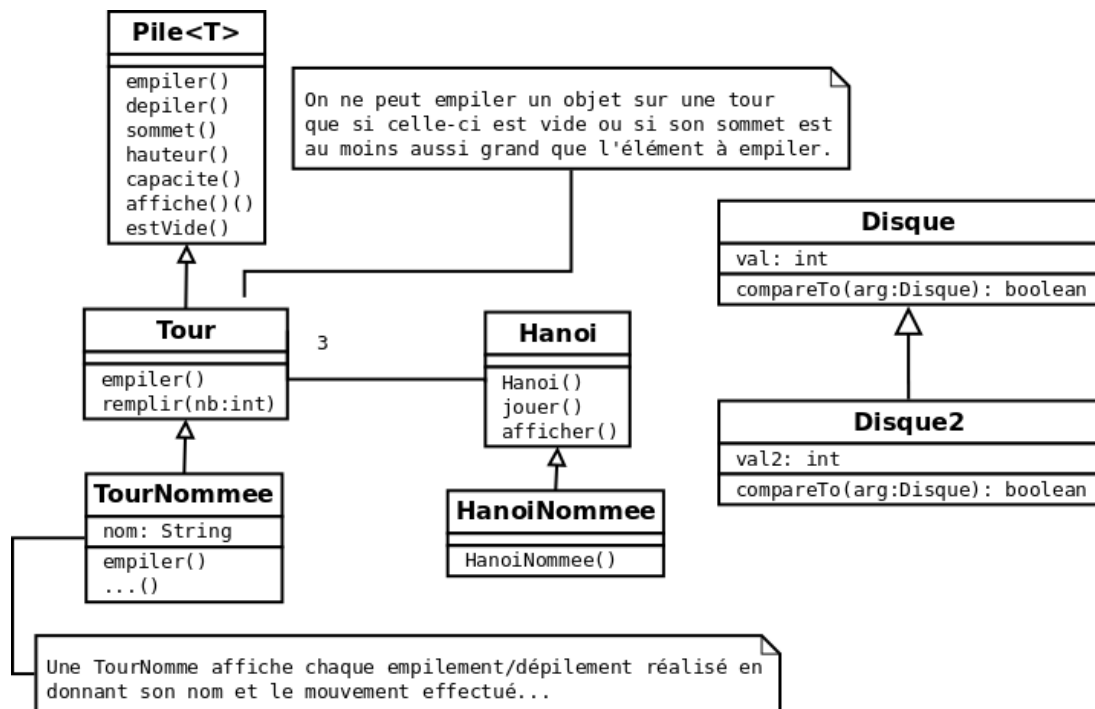 Pile<T>
empiler()
depiler()
sommet()
hauteur()
capacite()
affiche()()
estVide()
On ne peut empiler un objet sur une tour
que si celle-ci est vide ou si son sommet est
au moins aussi grand que l'élément à empiler.
Disque
val: int
compareTo(arg:Disque): boolean
Tour
empiler()
remplir(nb:int)
3
Hanoi
Hanoi()
jouer()
afficher()
Disque2
val2: int
compareTo(arg:Disque): boolean
TourNommee
nom: String
empiler()
...()
HanoiNommee
HanoiNommee()
Une TourNomme affiche chaque empilement/dépilement réalisé en
donnant son nom et le mouvement effectué...